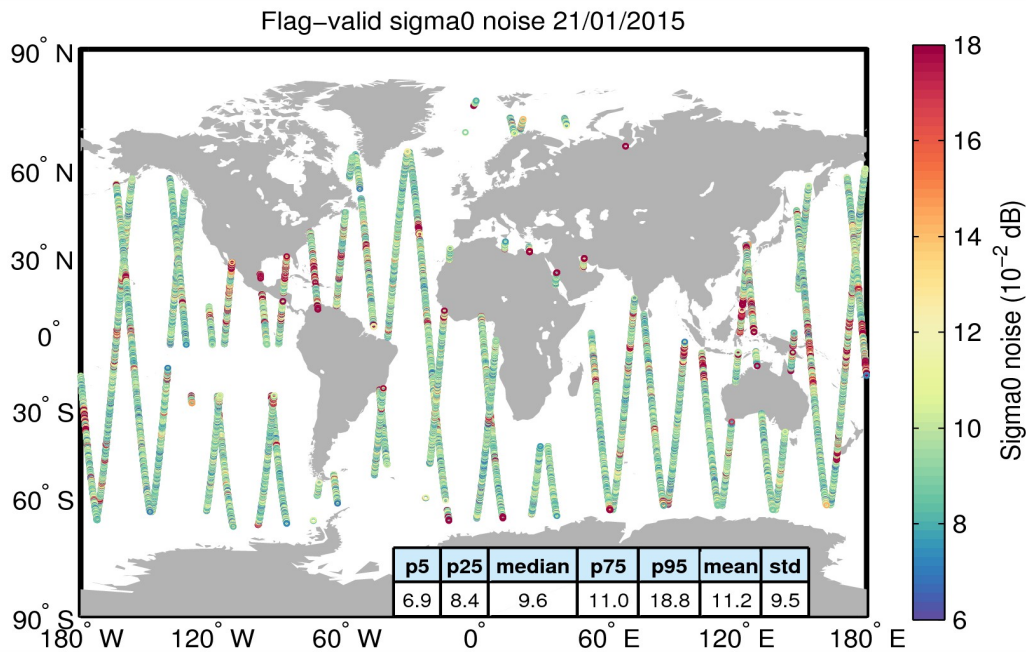 Flag-valid sigma0 noise 21/01/2015
90° N
60° N
30° N
0°
30° S
60° S
90° S
180° W
120° W
60° W
0°
60° E
120° E
180° E
p5 p25 median p75 p95 mean std
6.9 8.4 9.6 11.0 18.8 11.2 9.5
18
16
14
12
10
8
6
Sigma0 noise (10⁻² dB)